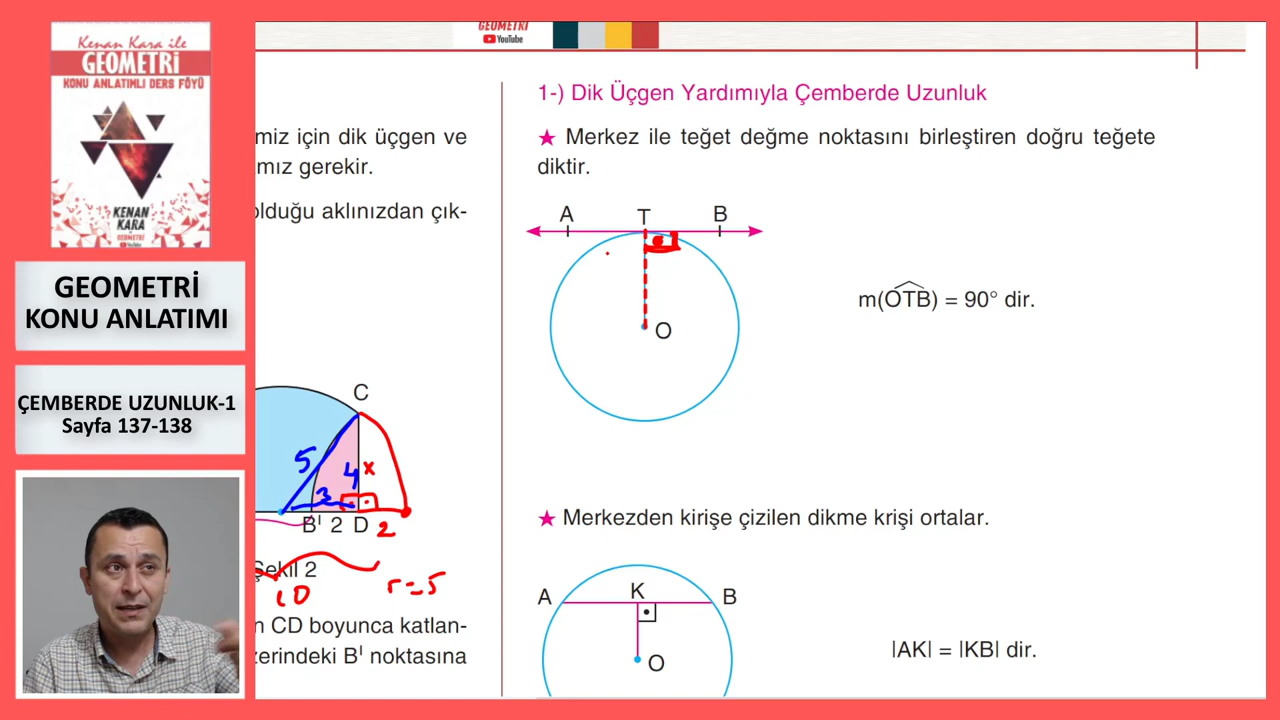 Kenan Kara ile
GEOMETRİ
KONU ANLATIMLI DERS FÖYÜ
KENAN
KARA
GEOMETRİ
YouTube
GEOMETRİ
KONU ANLATIMI
ÇEMBERDE UZUNLUK-1
Sayfa 137-138
GEOMETRİ
YouTube
miz için dik üçgen ve
mız gerekir.
olduğu aklınızdan çık-
C
5
4
x
3
B' 2 D
2
Şekil 2
10
r=5
n CD boyunca katlan-
zerindeki B' noktasına
1-) Dik Üçgen Yardımıyla Çemberde Uzunluk
★ Merkez ile teğet değme noktasını birleştiren doğru teğete
diktir.
A T B
O
m(OTB) = 90° dir.
★ Merkezden kirişe çizilen dikme krişi ortalar.
A K B
O
|AK| = |KB| dir.